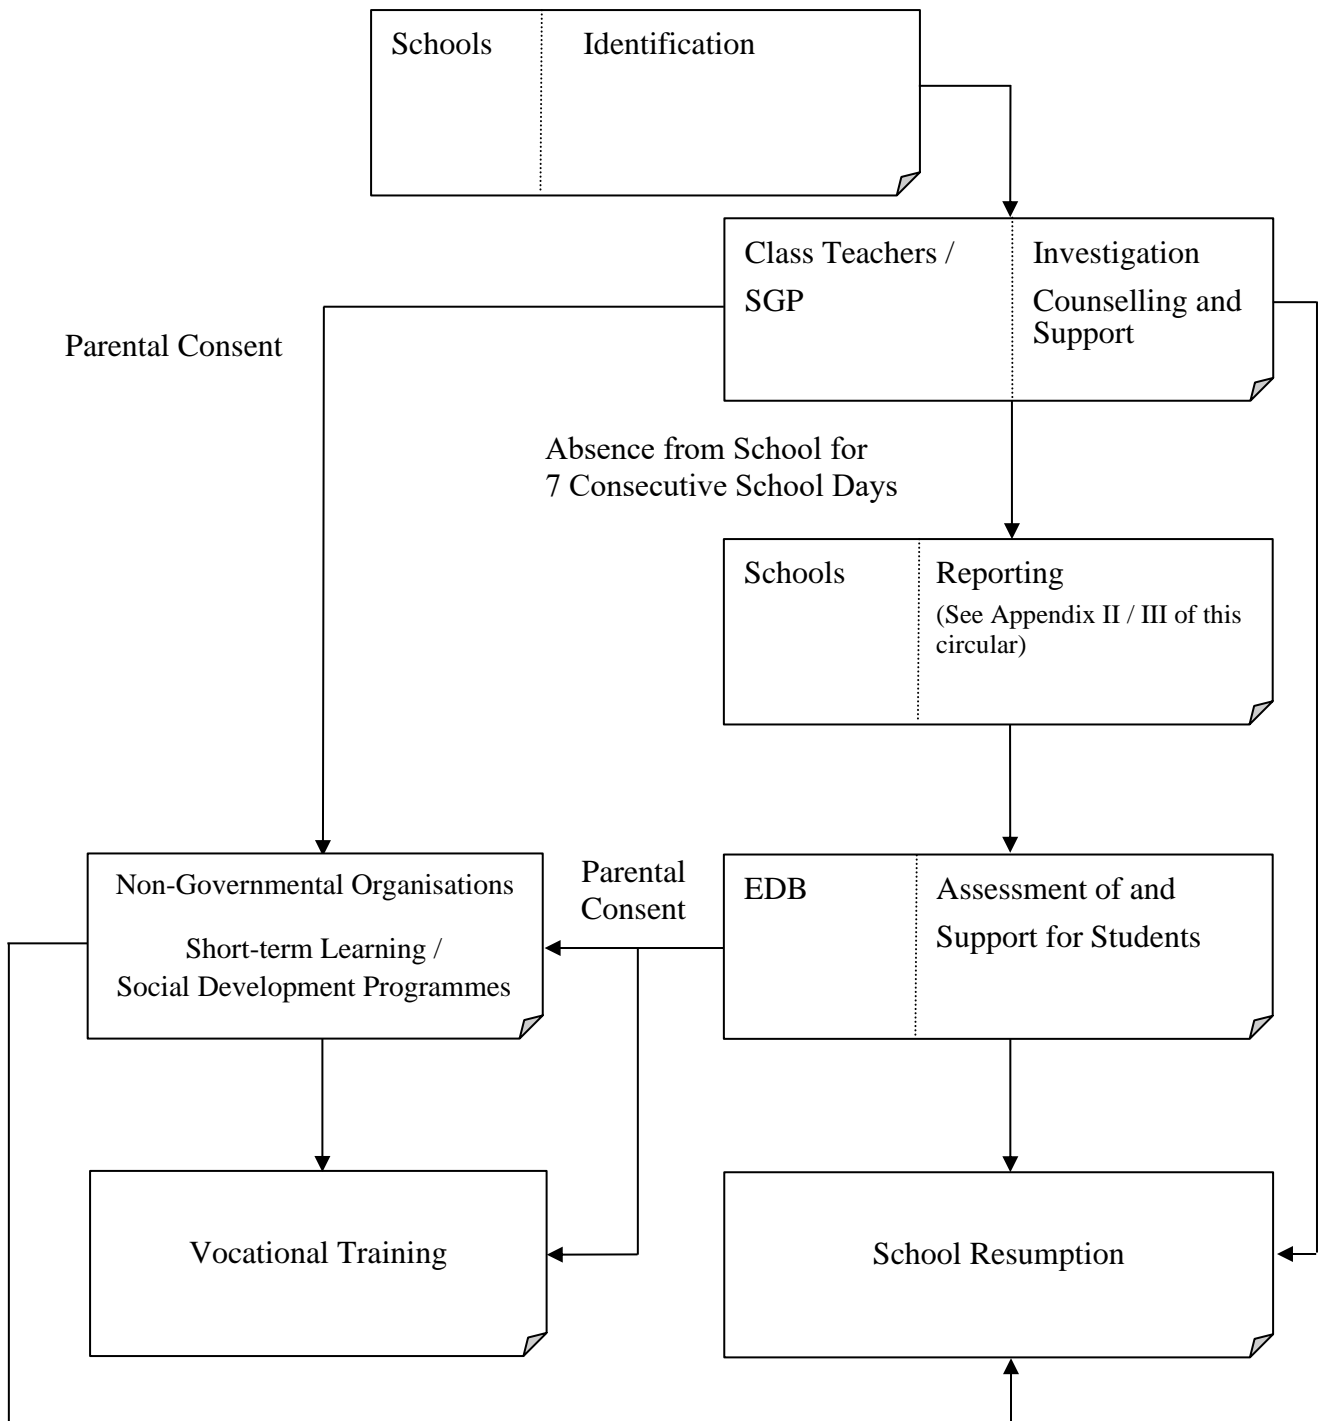 Schools
Identification
Class Teachers /
SGP
Investigation
Counselling and
Support
Parental Consent
Absence from School for
7 Consecutive School Days
Schools
Reporting
(See Appendix II / III of this
circular)
Non-Governmental Organisations
Short-term Learning /
Social Development Programmes
Parental
Consent
EDB
Assessment of and
Support for Students
Vocational Training
School Resumption